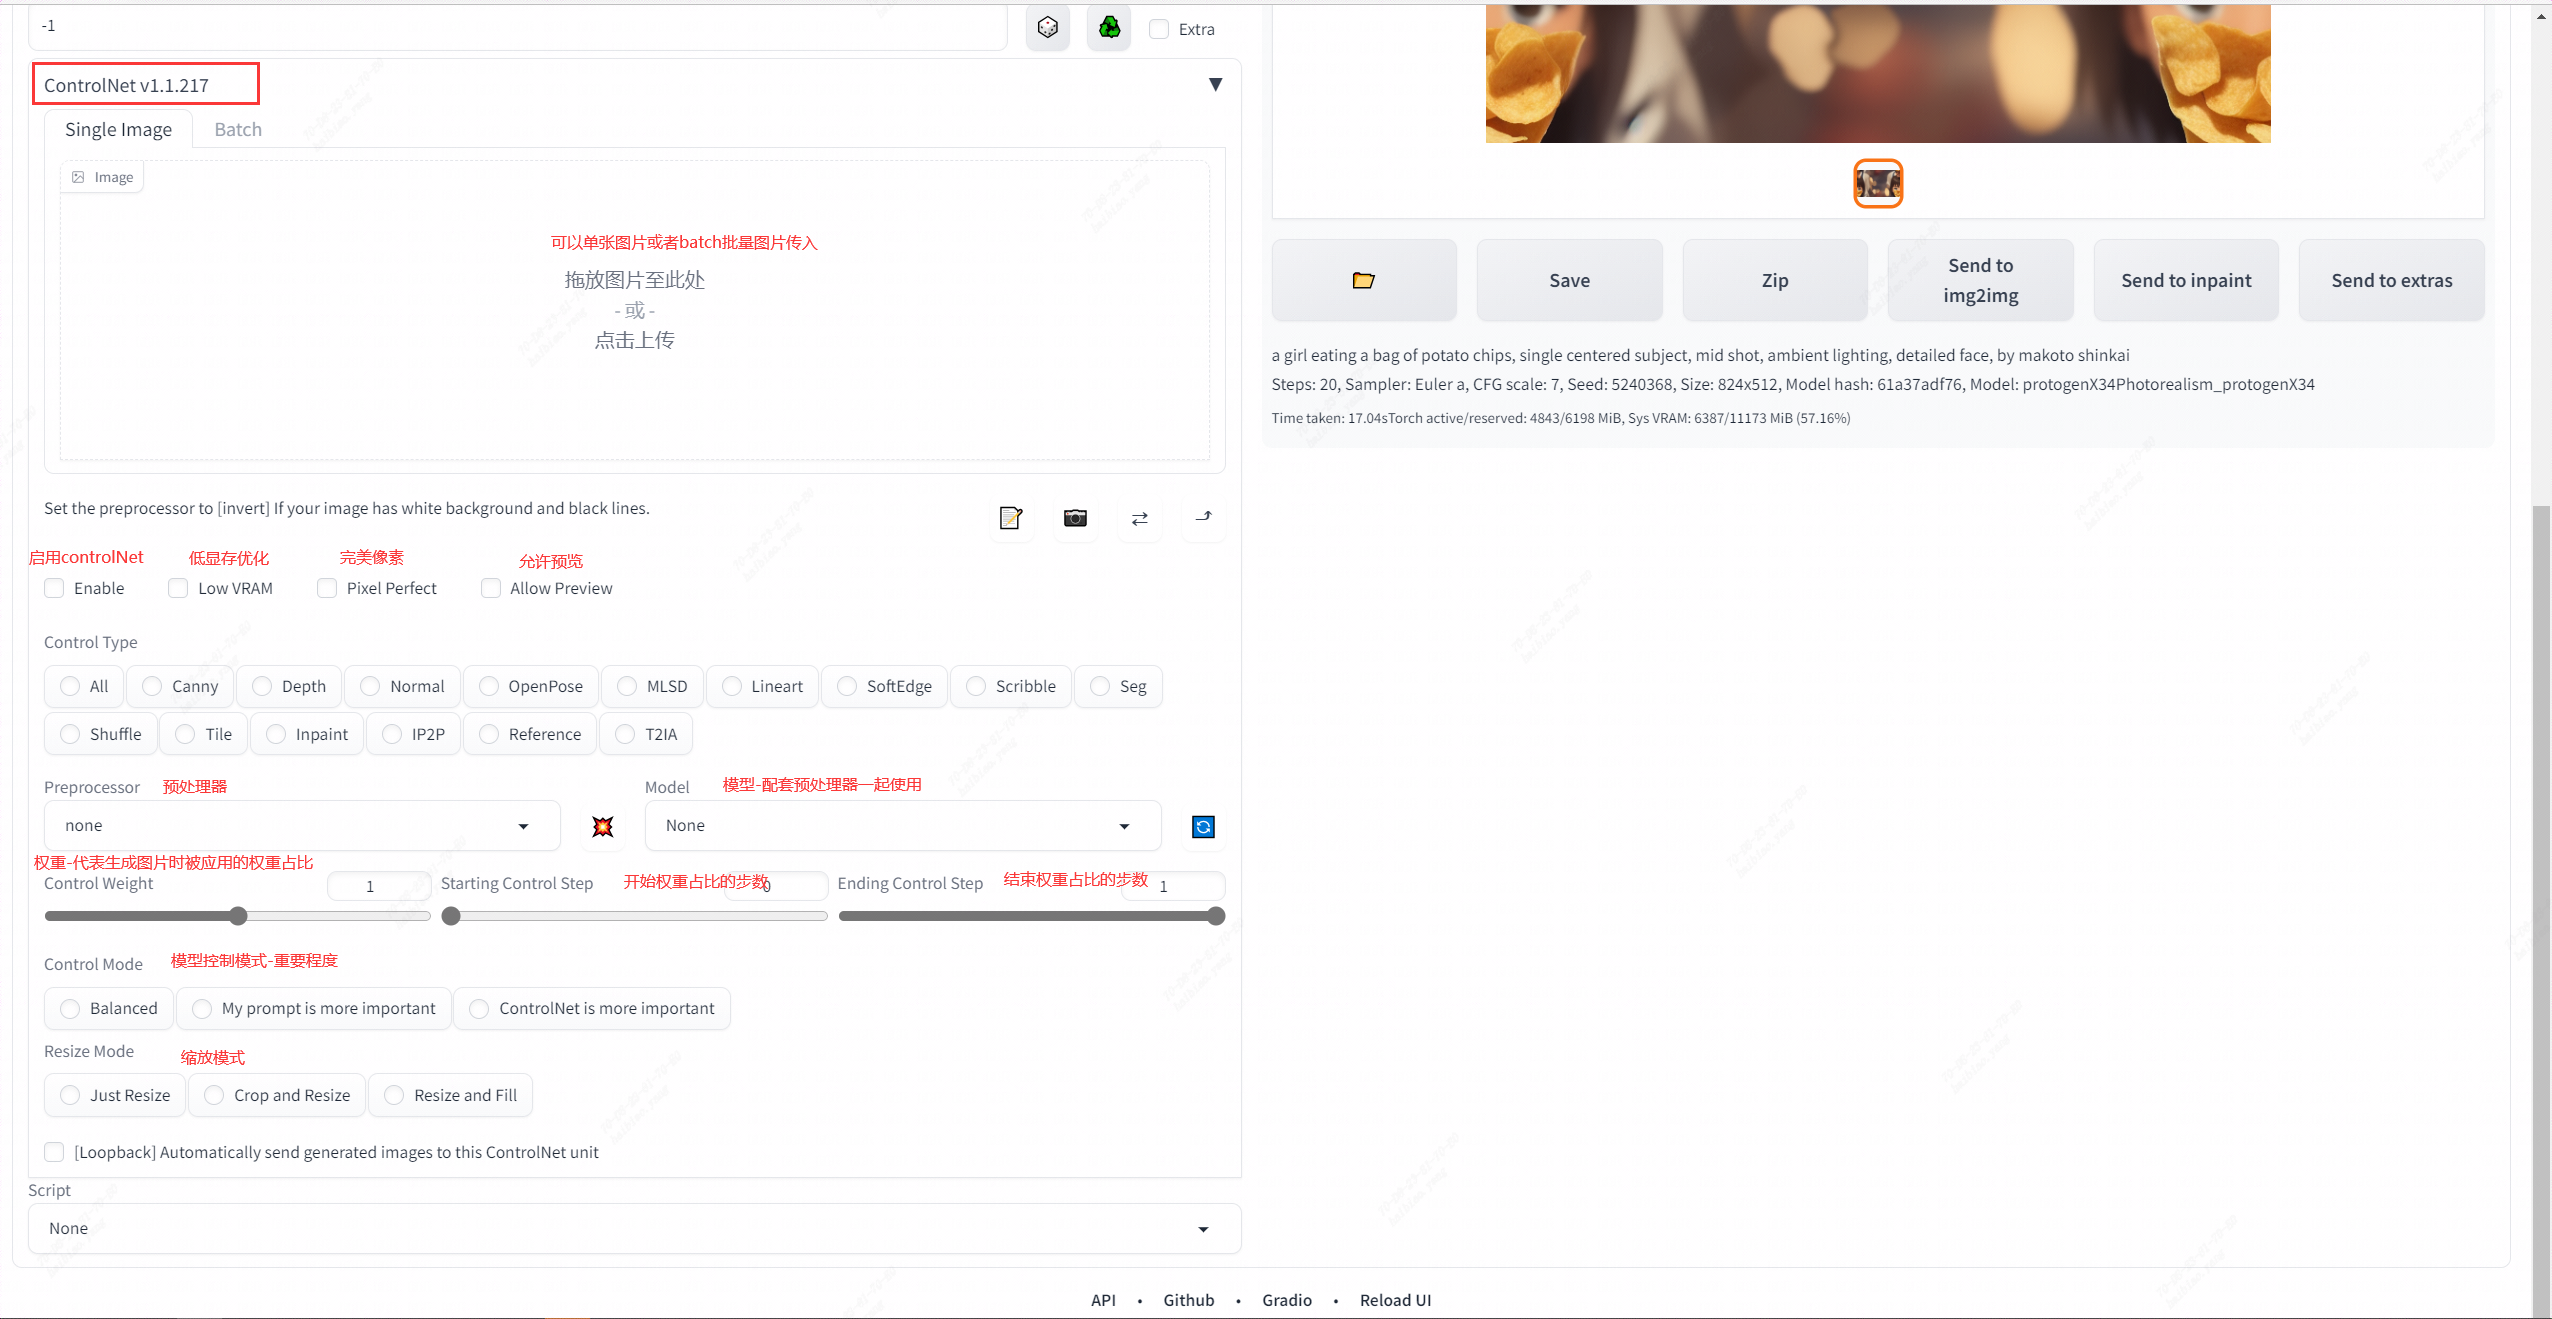 -1
Extra
ControlNet v1.1.217
Single Image
Batch
Image
可以单张图片或者batch批量图片传入
拖放图片至此处
- 或 -
点击上传
Set the preprocessor to [invert] If your image has white background and black lines.
启用controlNet 低显存优化 完美像素 允许预览
Enable Low VRAM Pixel Perfect Allow Preview
Control Type
All Canny Depth Normal OpenPose MLSD Lineart SoftEdge Scribble Seg
Shuffle Tile Inpaint IP2P Reference T2IA
Preprocessor 预处理器 Model 模型-配套预处理器一起使用
none None
权重-代表生成图片时被应用的权重占比
Control Weight 1 Starting Control Step 开始权重占比的步数 0 Ending Control Step 结束权重占比的步数 1
Control Mode 模型控制模式-重要程度
Balanced My prompt is more important ControlNet is more important
Resize Mode 缩放模式
Just Resize Crop and Resize Resize and Fill
[Loopback] Automatically send generated images to this ControlNet unit
Script
None
Save Zip Send to img2img Send to inpaint Send to extras
a girl eating a bag of potato chips, single centered subject, mid shot, ambient lighting, detailed face, by makoto shinkai
Steps: 20, Sampler: Euler a, CFG scale: 7, Seed: 5240368, Size: 824x512, Model hash: 61a37adf76, Model: protogenX34Photorealism_protogenX34
Time taken: 17.04sTorch active/reserved: 4843/6198 MiB, Sys VRAM: 6387/11173 MiB (57.16%)
API • Github • Gradio • Reload UI